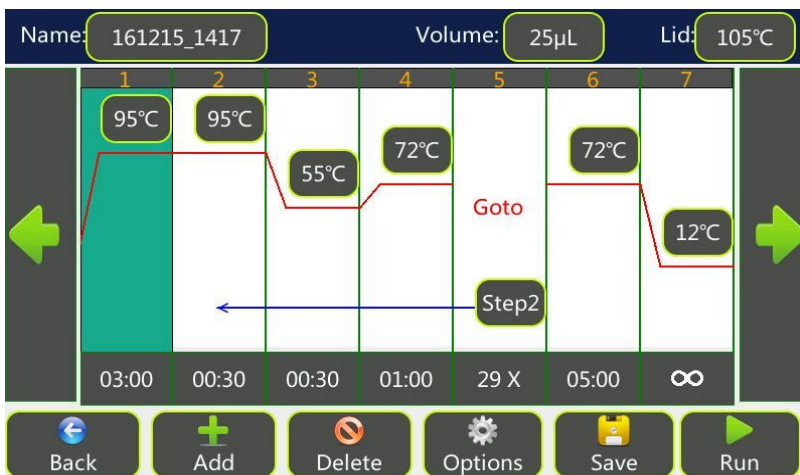 Name: 161215_1417 Volume: 25µL Lid: 105℃
1 2 3 4 5 6 7
95℃ 95℃ 55℃ 72℃ Goto 72℃ 12℃
Step2
03:00 00:30 00:30 01:00 29 X 05:00 ∞
Back Add Delete Options Save Run